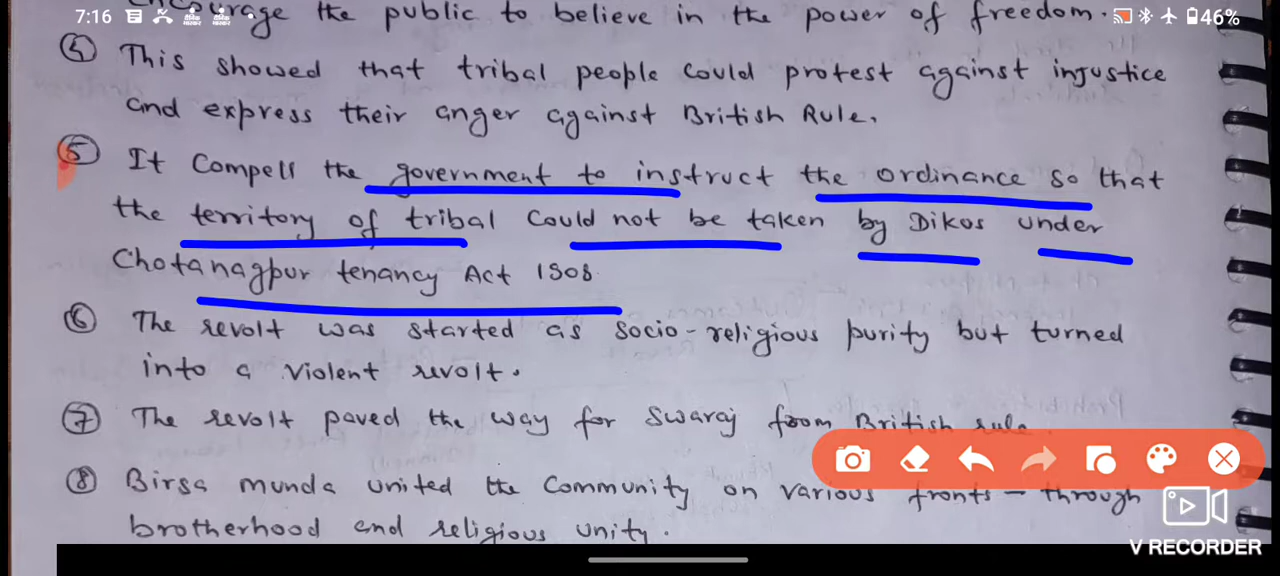 encourage the public to believe in the power of freedom.
7:16 46%
④ This showed that tribal people could protest against injustice
and express their anger against British Rule.
⑤ It Compell the government to instruct the ordinance so that
the territory of tribal could not be taken by Dikus under
Chotanagpur tenancy Act 1908
⑥ The revolt was started as socio-religious purity but turned
into a violent revolt.
⑦ The revolt paved the way for Swaraj from British rule.
⑧ Birsa munda united the Community on various fronts - through
brotherhood and religious unity.
V RECORDER